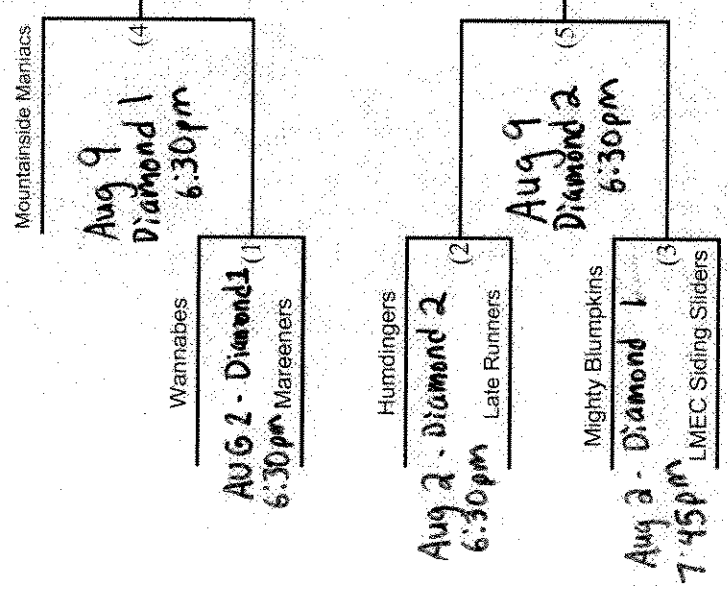 Mountainside Maniacs
Aug 9
Diamond 1
6:30pm
(4
Wannabes
AUG 2 - Diamond 1
6:30pm
(1
Mareeners
Humdingers
Aug 2 - Diamond 2
6:30pm
(2
Late Runners
Aug 9
Diamond 2
6:30pm
(5
Mighty Blumpkins
Aug 2 - Diamond 1
7:45pm
(3
LMEC Siding Sliders